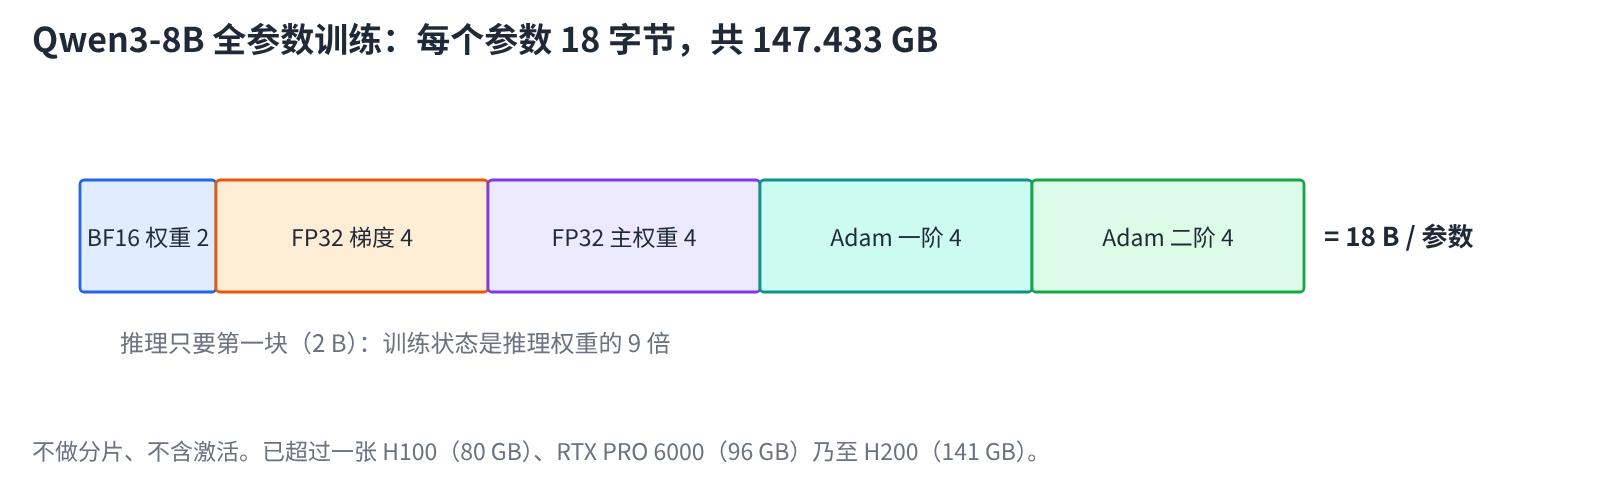 Qwen3-8B 全参数训练：每个参数 18 字节，共 147.433 GB
BF16 权重 2
FP32 梯度 4
FP32 主权重 4
Adam 一阶 4
Adam 二阶 4
= 18 B / 参数
推理只要第一块（2 B）：训练状态是推理权重的 9 倍
不做分片、不含激活。已超过一张 H100（80 GB）、RTX PRO 6000（96 GB）乃至 H200（141 GB）。